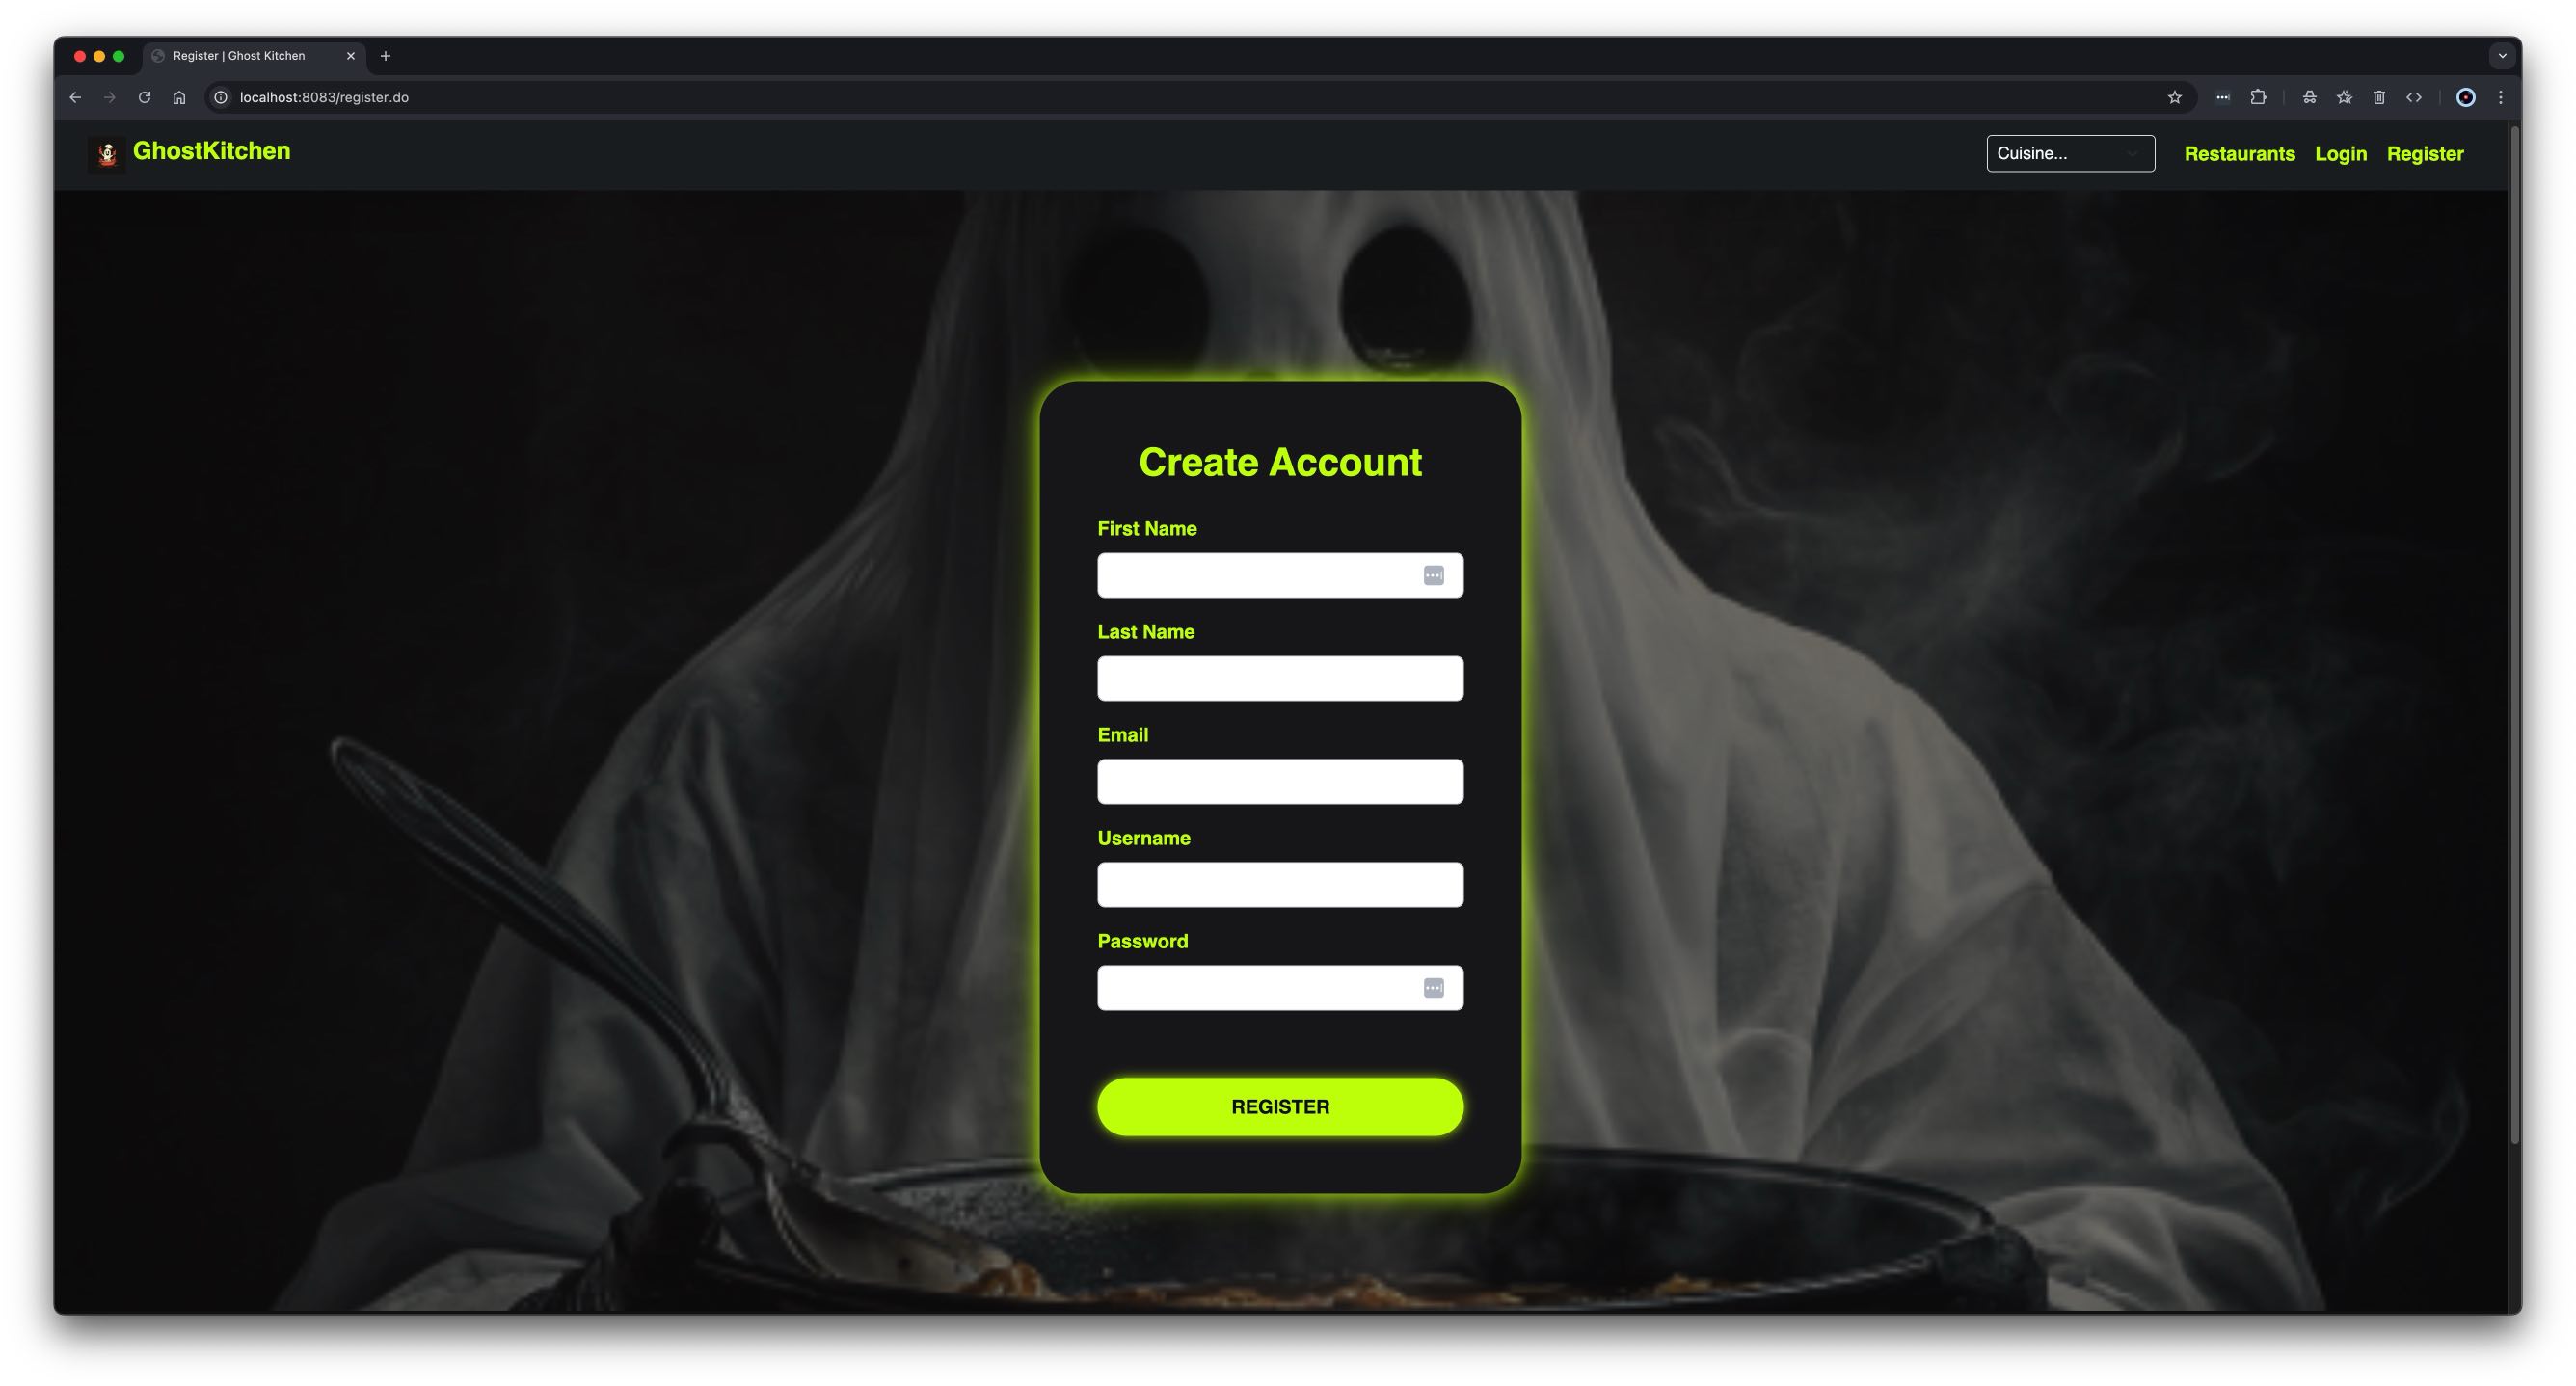 Register | Ghost Kitchen
localhost:8083/register.do
GhostKitchen
Cuisine...
Restaurants Login Register
Create Account
First Name
Last Name
Email
Username
Password
REGISTER